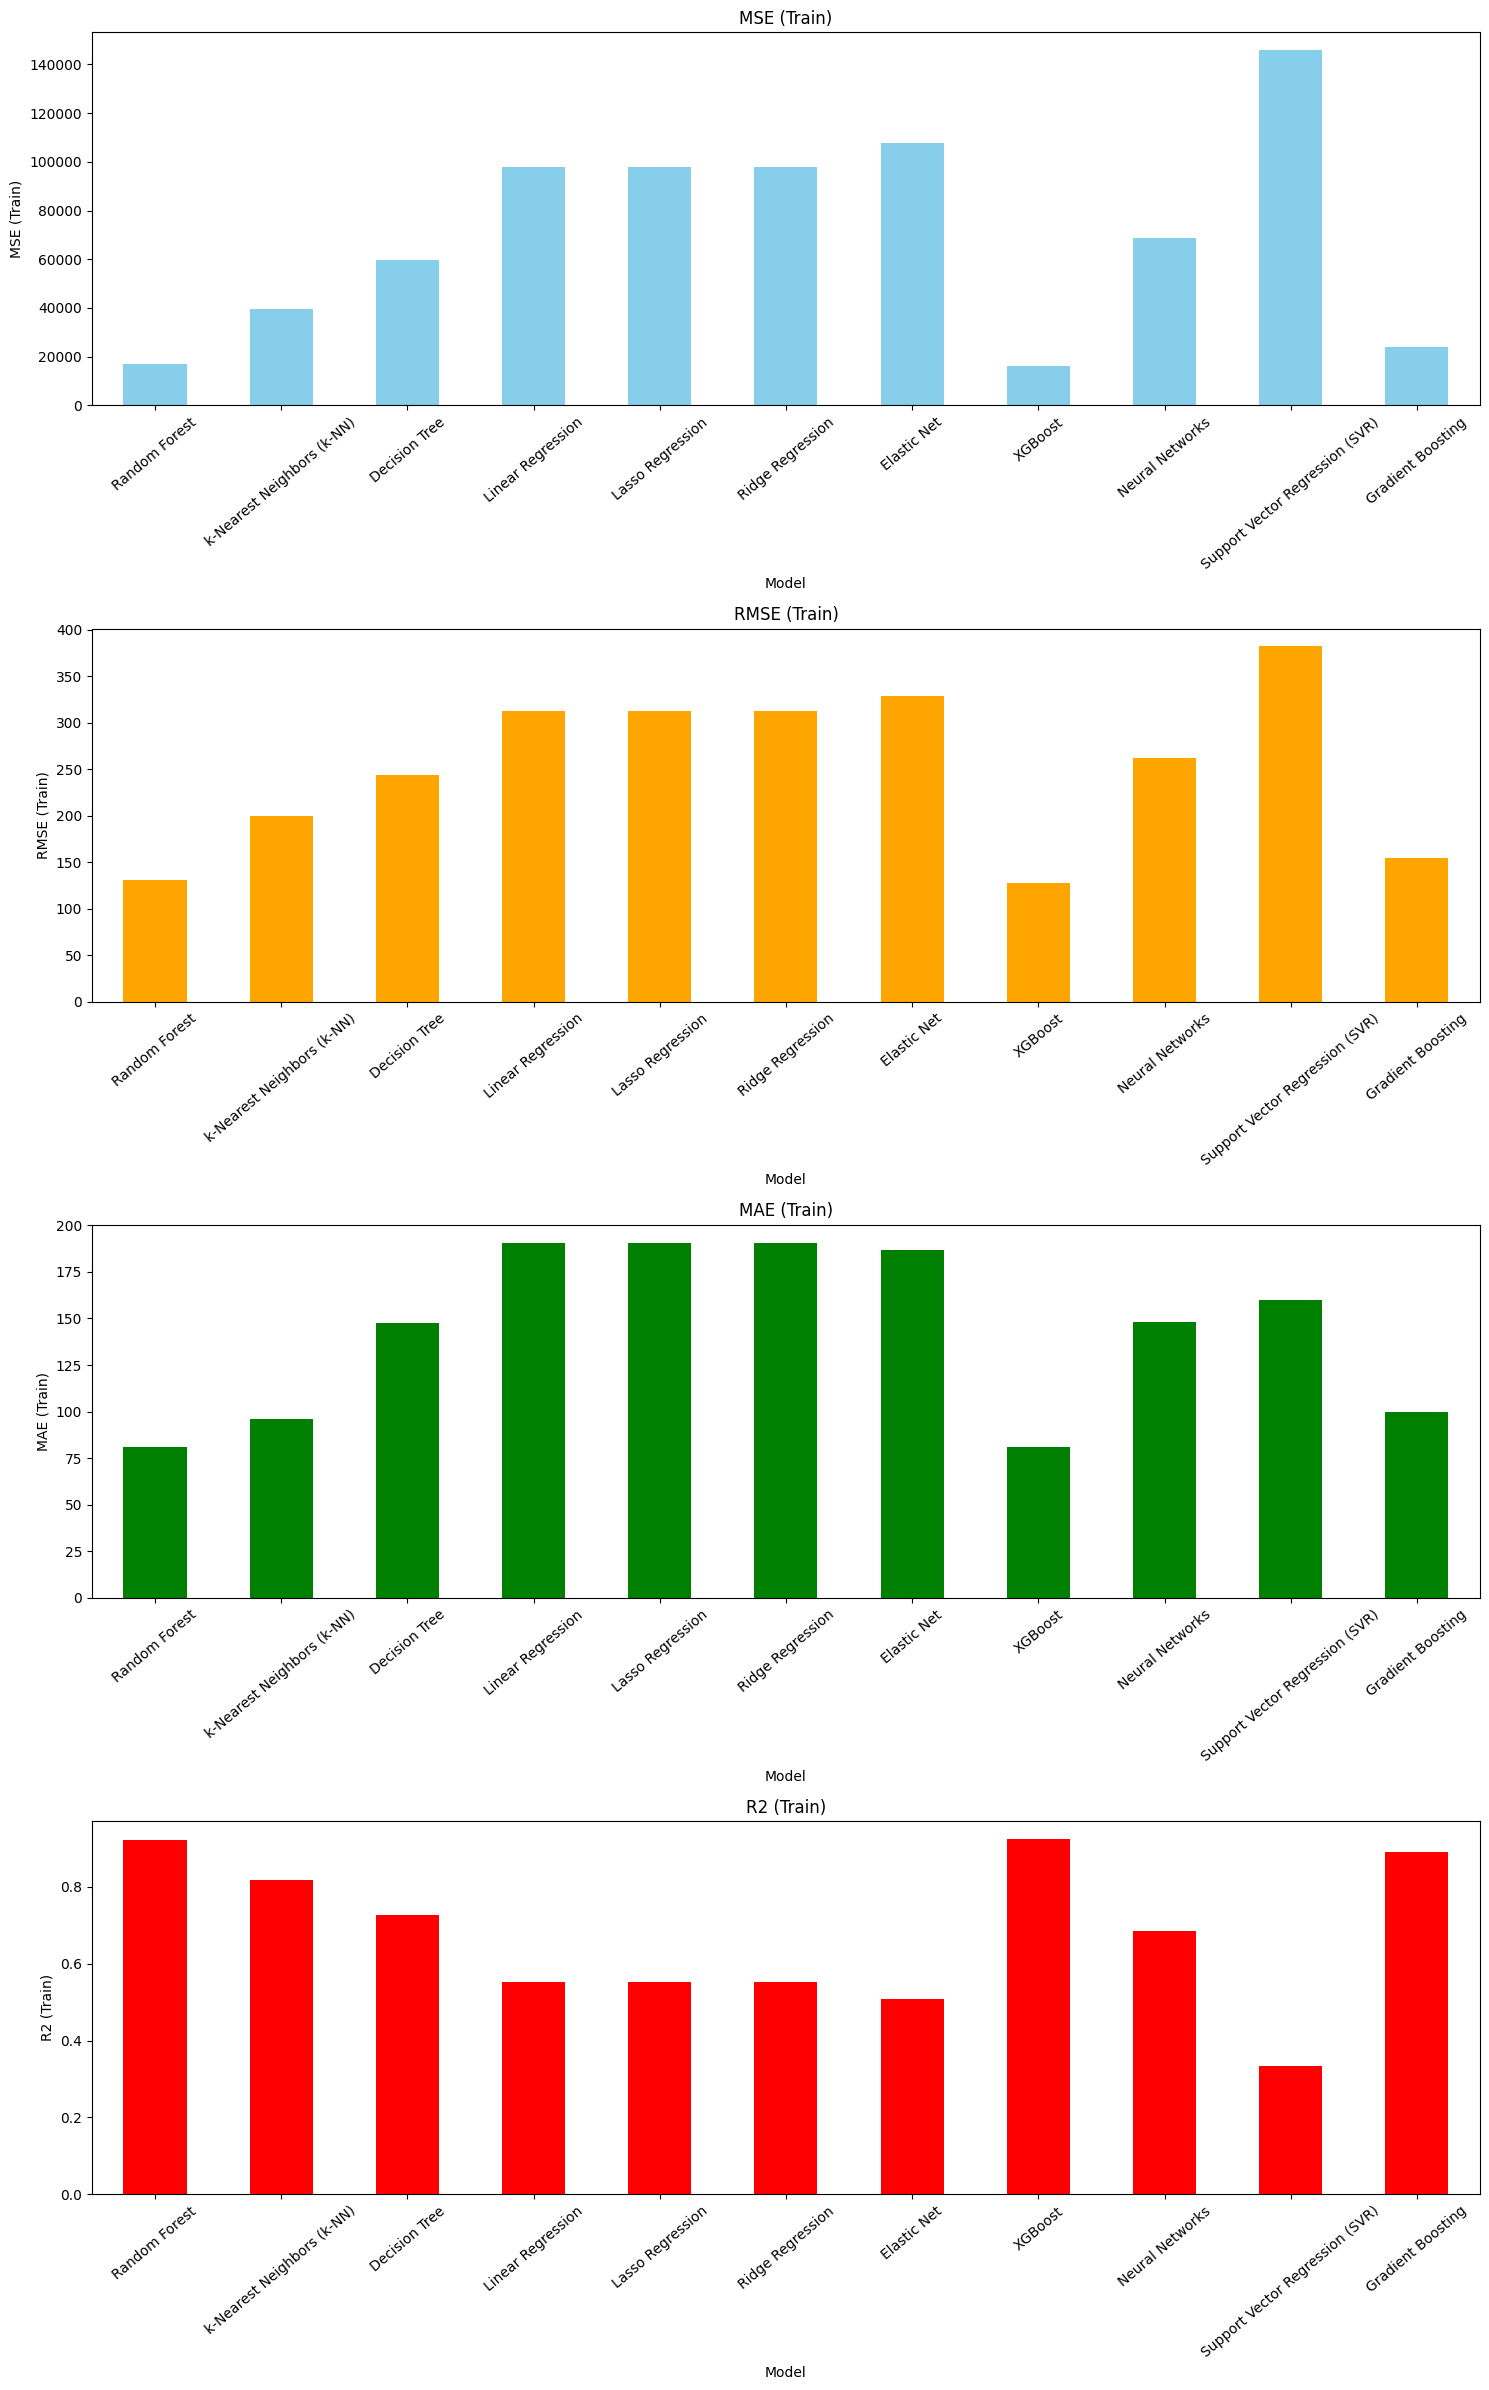 MSE (Train)
MSE (Train)
140000
120000
100000
80000
60000
40000
20000
0
Random Forest
k-Nearest Neighbors (k-NN)
Decision Tree
Linear Regression
Lasso Regression
Ridge Regression
Elastic Net
XGBoost
Neural Networks
Support Vector Regression (SVR)
Gradient Boosting
Model
RMSE (Train)
RMSE (Train)
400
350
300
250
200
150
100
50
0
Random Forest
k-Nearest Neighbors (k-NN)
Decision Tree
Linear Regression
Lasso Regression
Ridge Regression
Elastic Net
XGBoost
Neural Networks
Support Vector Regression (SVR)
Gradient Boosting
Model
MAE (Train)
MAE (Train)
200
175
150
125
100
75
50
25
0
Random Forest
k-Nearest Neighbors (k-NN)
Decision Tree
Linear Regression
Lasso Regression
Ridge Regression
Elastic Net
XGBoost
Neural Networks
Support Vector Regression (SVR)
Gradient Boosting
Model
R2 (Train)
R2 (Train)
0.8
0.6
0.4
0.2
0.0
Random Forest
k-Nearest Neighbors (k-NN)
Decision Tree
Linear Regression
Lasso Regression
Ridge Regression
Elastic Net
XGBoost
Neural Networks
Support Vector Regression (SVR)
Gradient Boosting
Model